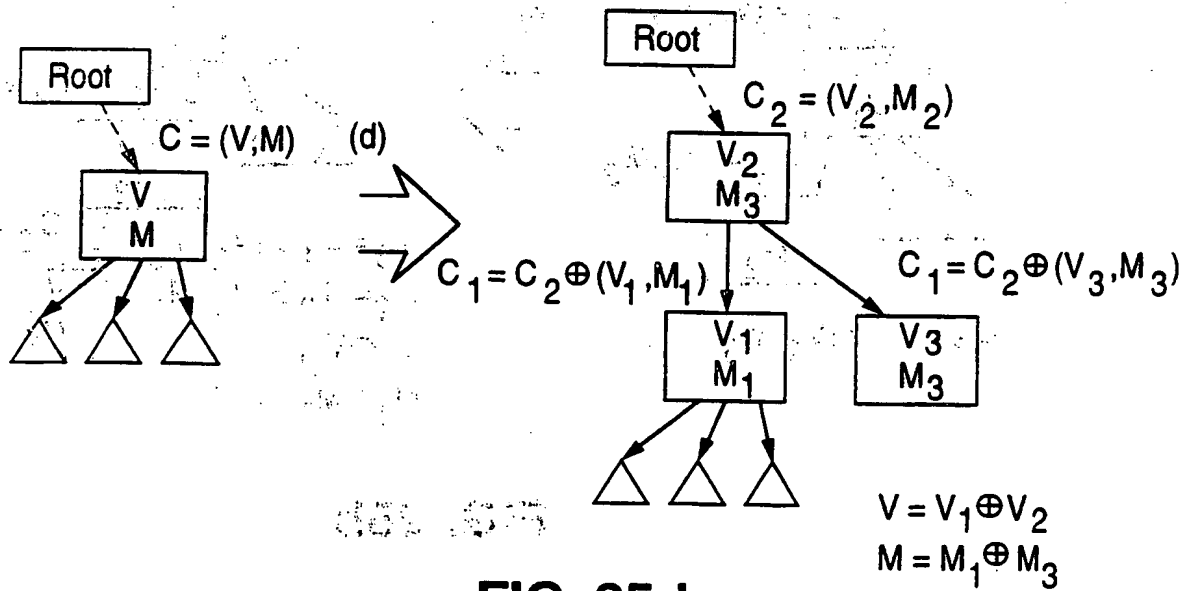 Root
C = (V,M)
V
M
(d)
Root
C₂ = (V₂,M₂)
V₂
M₃
C₁ = C₂⊕(V₁,M₁)
C₁ = C₂⊕(V₃,M₃)
V₁
M₁
V₃
M₃
V = V₁⊕V₂
M = M₁⊕M₃